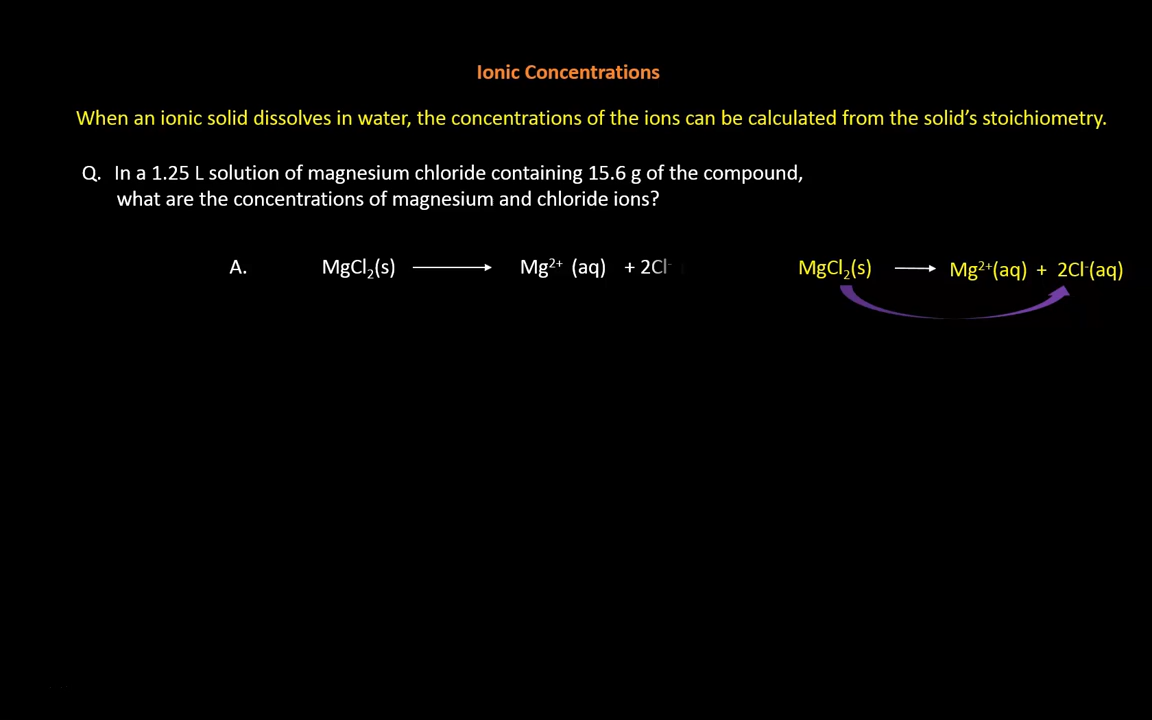 Ionic Concentrations
When an ionic solid dissolves in water, the concentrations of the ions can be calculated from the solid’s stoichiometry.
Q. In a 1.25 L solution of magnesium chloride containing 15.6 g of the compound,
what are the concentrations of magnesium and chloride ions?
A. MgCl₂(s) ⟶ Mg²⁺ (aq) + 2Cl⁻
MgCl₂(s) ⟶ Mg²⁺(aq) + 2Cl⁻(aq)